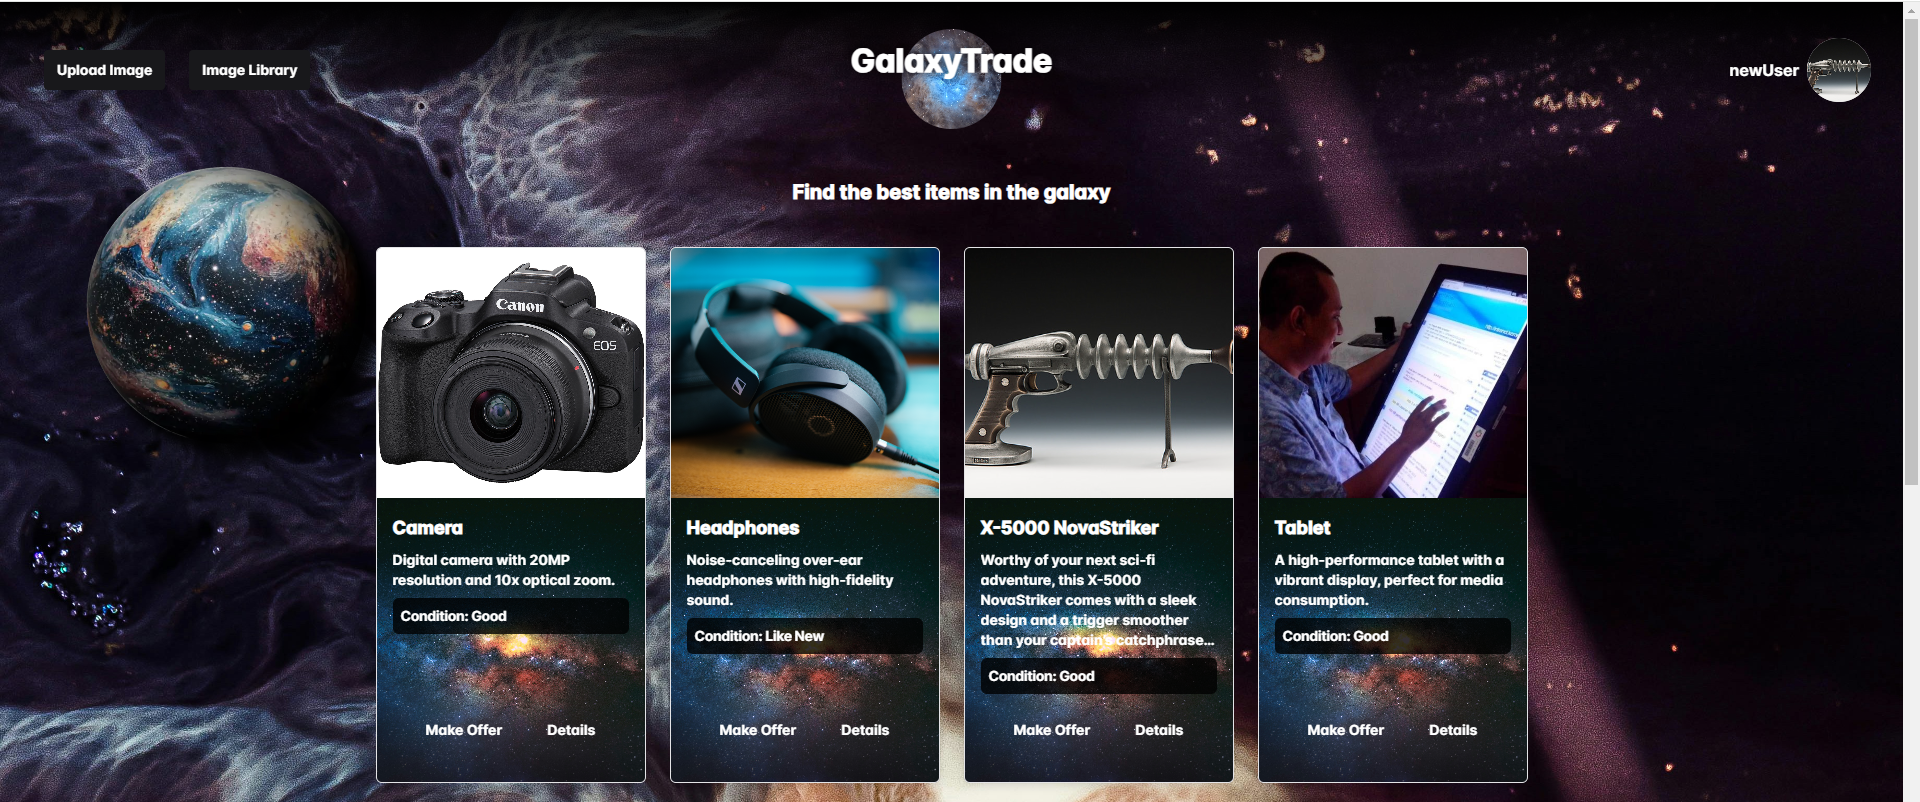 Upload Image
Image Library
GalaxyTrade
newUser
Find the best items in the galaxy
Canon
EOS
Camera
Digital camera with 20MP
resolution and 10x optical zoom.
Condition: Good
Make Offer
Details
Headphones
Noise-canceling over-ear
headphones with high-fidelity
sound.
Condition: Like New
Make Offer
Details
X-5000 NovaStriker
Worthy of your next sci-fi
adventure, this X-5000
NovaStriker comes with a sleek
design and a trigger smoother
than your captain's catchphrase...
Condition: Good
Make Offer
Details
Tablet
A high-performance tablet with a
vibrant display, perfect for media
consumption.
Condition: Good
Make Offer
Details